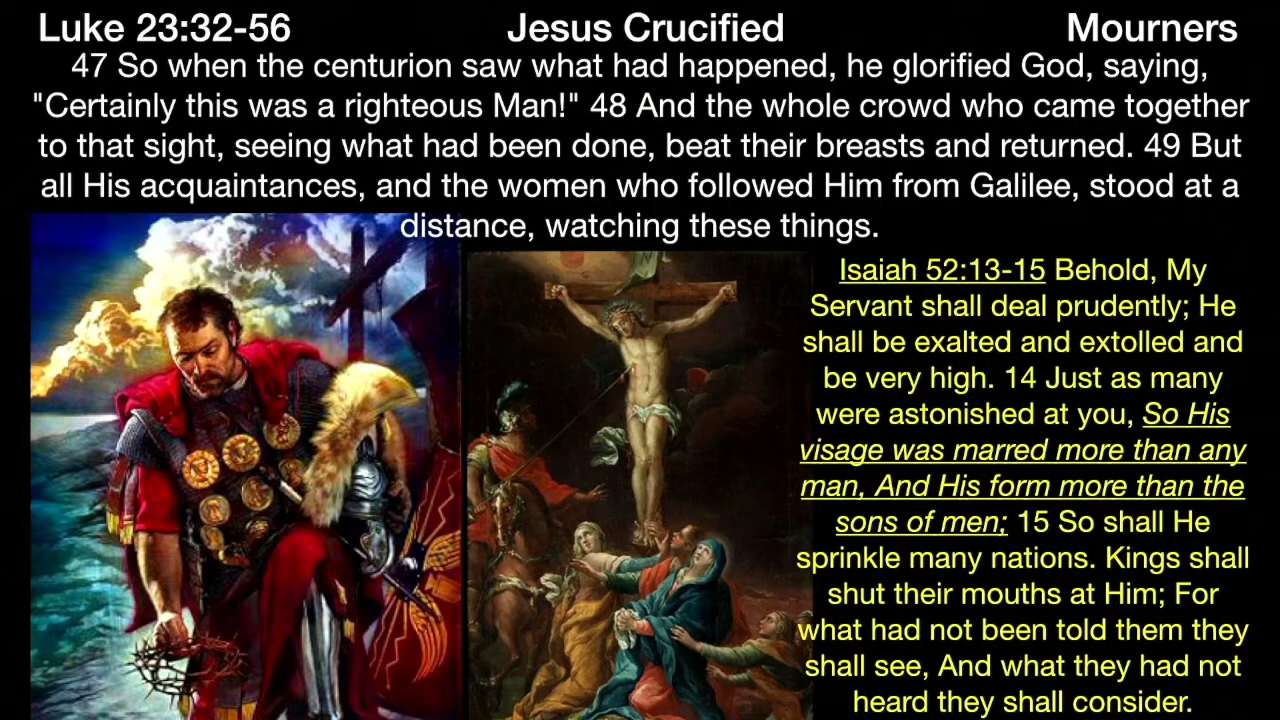 Luke 23:32-56 Jesus Crucified Mourners
47 So when the centurion saw what had happened, he glorified God, saying,
"Certainly this was a righteous Man!" 48 And the whole crowd who came together
to that sight, seeing what had been done, beat their breasts and returned. 49 But
all His acquaintances, and the women who followed Him from Galilee, stood at a
distance, watching these things.
Isaiah 52:13-15 Behold, My
Servant shall deal prudently; He
shall be exalted and extolled and
be very high. 14 Just as many
were astonished at you, So His
visage was marred more than any
man, And His form more than the
sons of men; 15 So shall He
sprinkle many nations. Kings shall
shut their mouths at Him; For
what had not been told them they
shall see, And what they had not
heard they shall consider.